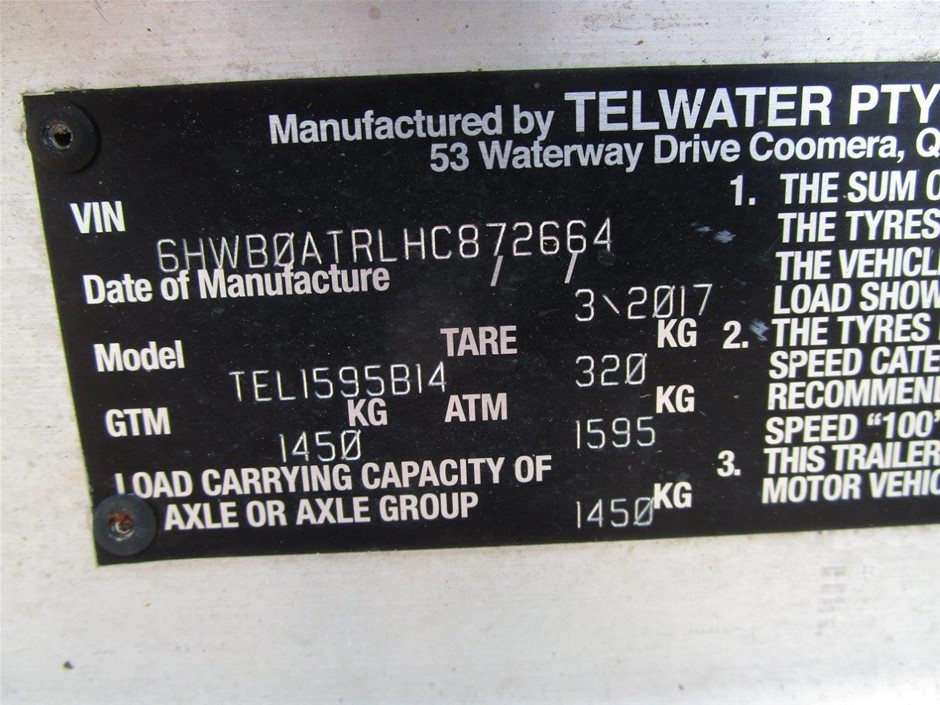 Manufactured by TELWATER PTY
53 Waterway Drive Coomera, Q
VIN
6HWB0ATRLHC872664
Date of Manufacture / /
3\2017
Model
TEL1595B14
TARE
320
KG
GTM
1450
KG
ATM
1595
KG
LOAD CARRYING CAPACITY OF
AXLE OR AXLE GROUP
1450
KG
1. THE SUM O
THE TYRES
THE VEHICLE
LOAD SHOW
2. THE TYRES
SPEED CATE
RECOMMEN
SPEED "100"
3. THIS TRAILER
MOTOR VEHIC